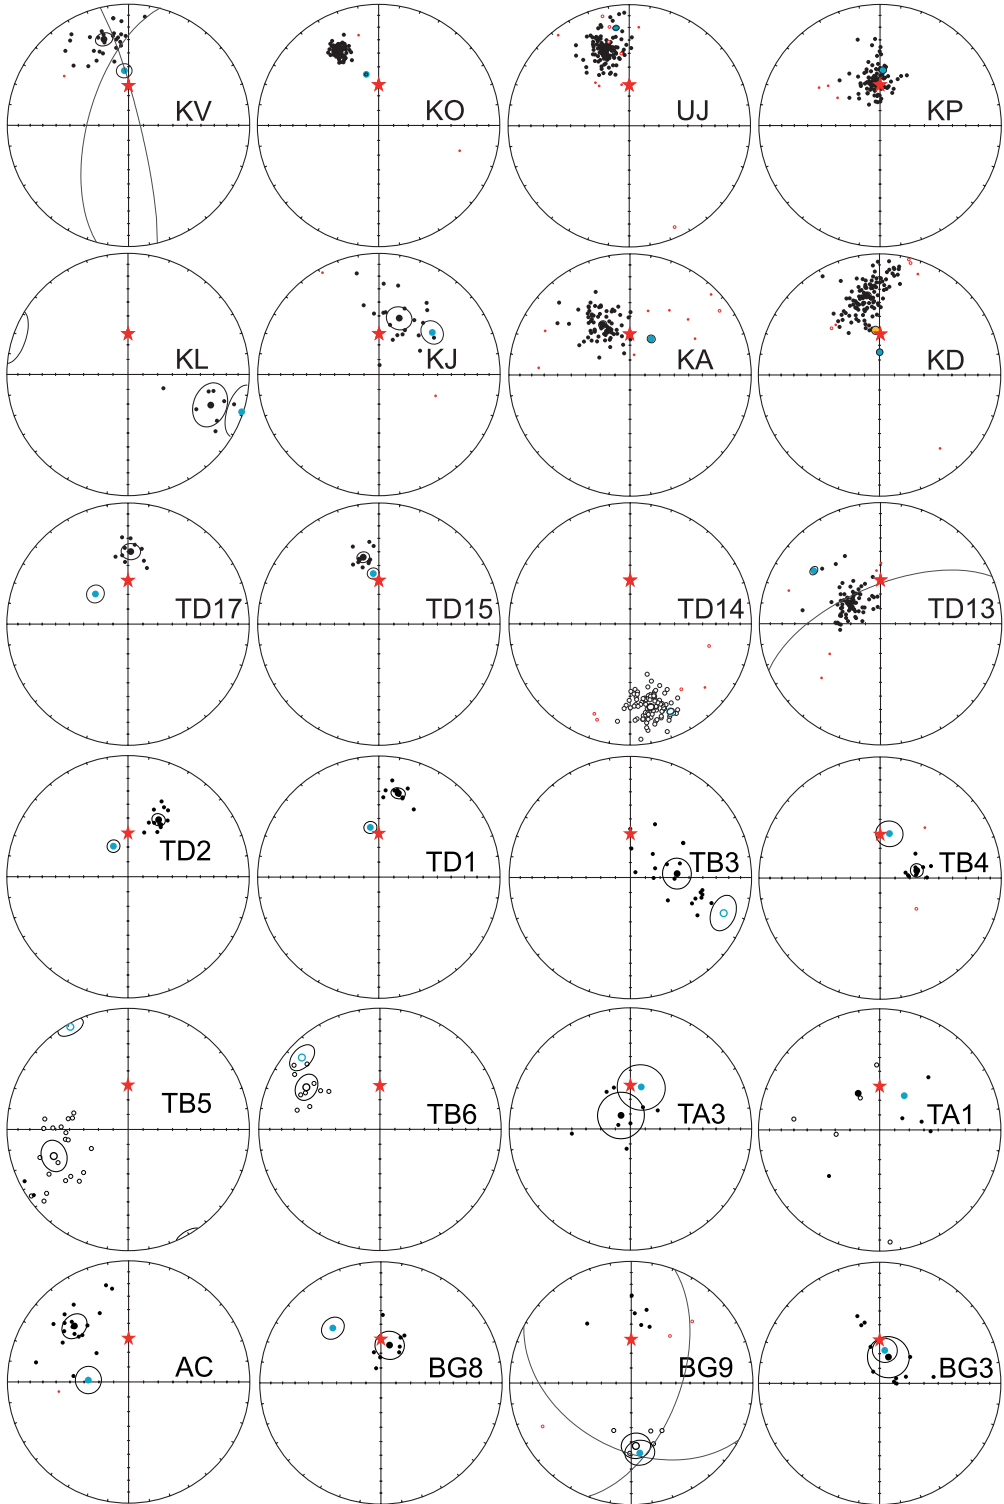 KV
KO
UJ
KP
KL
KJ
KA
KD
TD17
TD15
TD14
TD13
TD2
TD1
TB3
TB4
TB5
TB6
TA3
TA1
AC
BG8
BG9
BG3